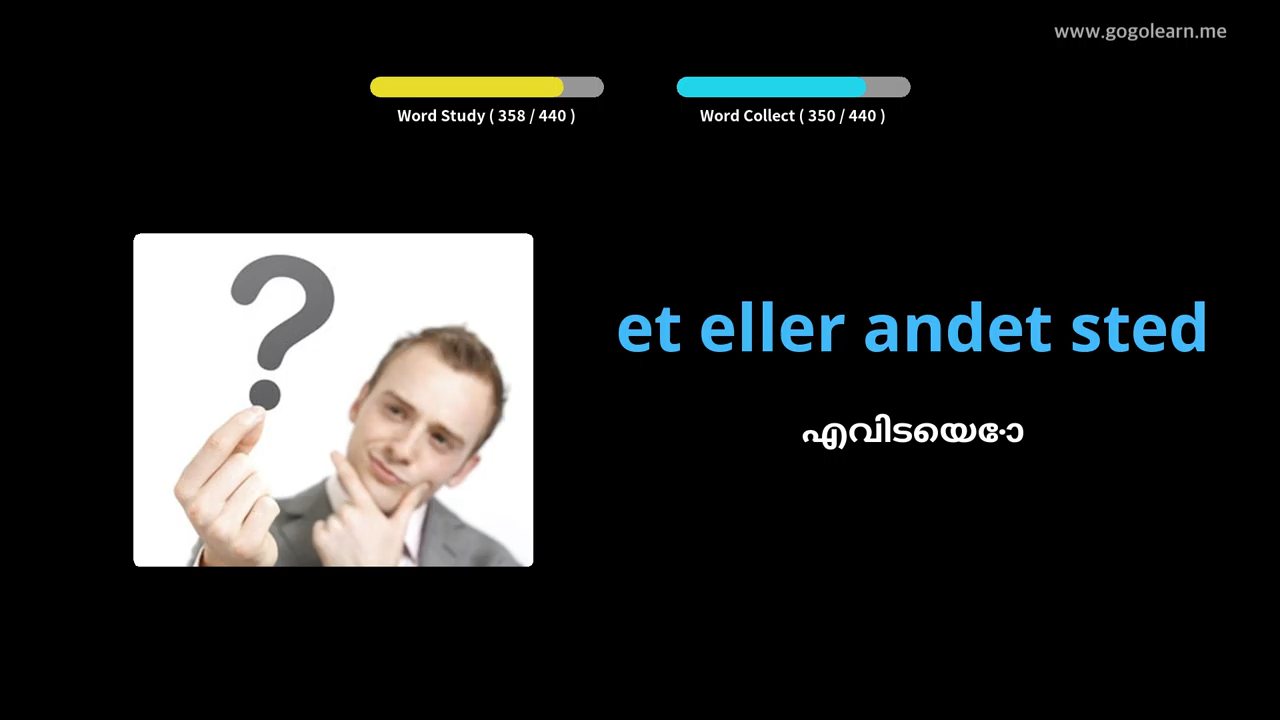 www.gogolearn.me
Word Study ( 358 / 440 )
Word Collect ( 350 / 440 )
et eller andet sted
എവിടയെോ